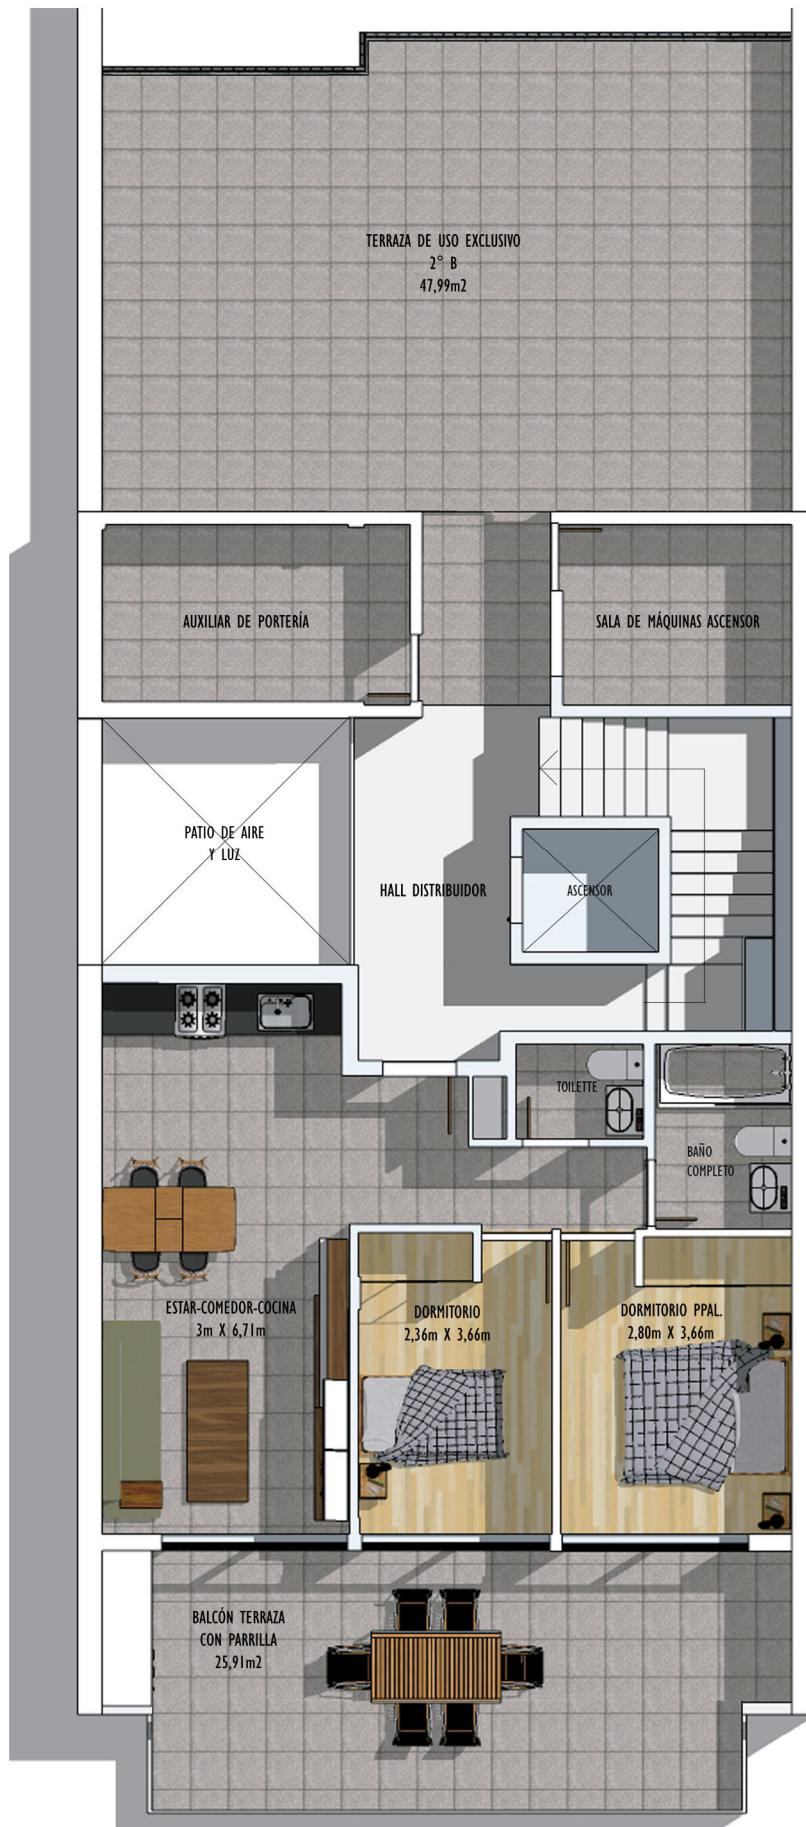 TERRAZA DE USO EXCLUSIVO
2° B
47,99m2
AUXILIAR DE PORTERÍA
SALA DE MÁQUINAS ASCENSOR
PATIO DE AIRE
Y LUZ
HALL DISTRIBUIDOR
ASCENSOR
TOILETTE
BAÑO
COMPLETO
ESTAR-COMEDOR-COCINA
3m X 6,71m
DORMITORIO
2,36m X 3,66m
DORMITORIO PPAL.
2,80m X 3,66m
BALCÓN TERRAZA
CON PARRILLA
25,91m2